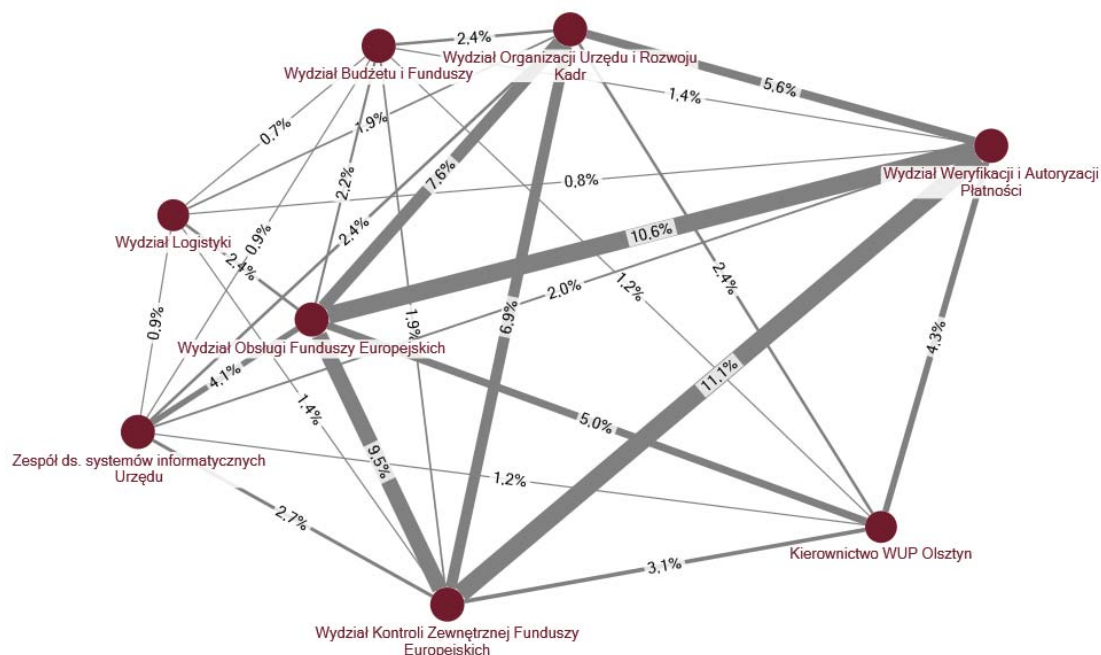 2,4%
Wydział Organizacji Urzędu i Rozwoju
Kadr
Wydział Budżetu i Funduszy
5,6%
1,4%
0,7%
1,9%
Wydział Weryfikacji i Autoryzacji
Płatności
7.6%
2,2%
0,8%
Wydział Logistyki
0,9%
2,4%
10.6%
2,4%
2,4%
2,0%
1,2%
6,9%
1,9%
0,9%
4,3%
Wydział Obsługi Funduszy Europejskich
4,1%
11.1%
1,4%
5,0%
Zespół ds. systemów informatycznych
Urzędu
9,5%
1,2%
2,7%
Kierownictwo WUP Olsztyn
3,1%
Wydział Kontroli Zewnętrznej Funduszy
Europejskich